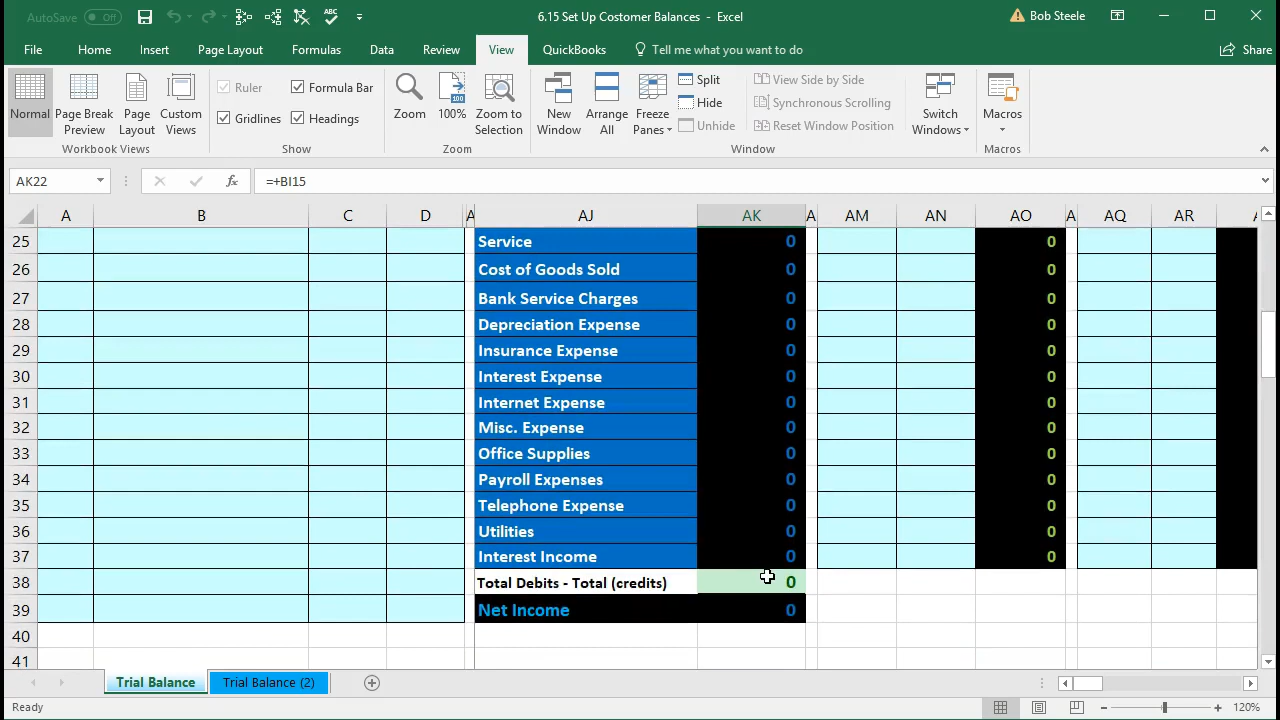 AutoSave Off 6.15 Set Up Costomer Balances - Excel Bob Steele
File Home Insert Page Layout Formulas Data Review View QuickBooks Tell me what you want to do Share
Normal Page Break Preview Page Layout Custom Views
Workbook Views
Ruler Formula Bar
Gridlines Headings
Show
Zoom 100% Zoom to Selection
Zoom
New Window Arrange All Freeze Panes
Split
Hide
Unhide
View Side by Side
Synchronous Scrolling
Reset Window Position
Switch Windows
Window
Macros
Macros
AK22 fx =+BI15
A B C D A AJ AK A AM AN AO A AQ AR A
25 Service 0 0
26 Cost of Goods Sold 0 0
27 Bank Service Charges 0 0
28 Depreciation Expense 0 0
29 Insurance Expense 0 0
30 Interest Expense 0 0
31 Internet Expense 0 0
32 Misc. Expense 0 0
33 Office Supplies 0 0
34 Payroll Expenses 0 0
35 Telephone Expense 0 0
36 Utilities 0 0
37 Interest Income 0 0
38 Total Debits - Total (credits) 0
39 Net Income 0
40
41
Trial Balance Trial Balance (2)
Ready 120%